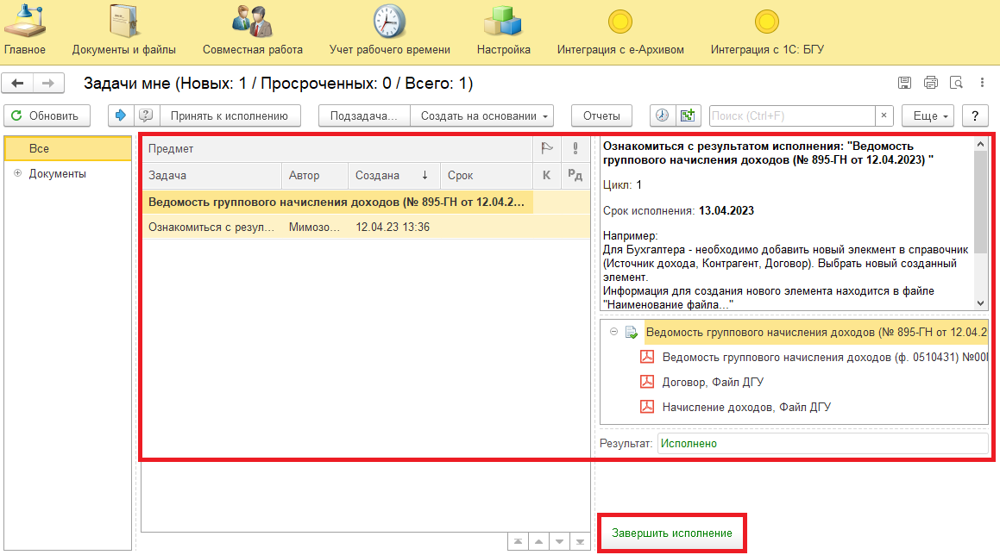 Главное Документы и файлы Совместная работа Учет рабочего времени Настройка Интеграция с е-Архивом Интеграция с 1С: БГУ
Задачи мне (Новых: 1 / Просроченных: 0 / Всего: 1)
Обновить Принять к исполнению Подзадача... Создать на основании Отчеты Поиск (Ctrl+F) × Еще ?
Все
Документы
Предмет
Задача Автор Создана ↓ Срок К Рд
Ведомость группового начисления доходов (№ 895-ГН от 12.04.2...
Ознакомиться с резул... Мимозо... 12.04.23 13:36
Ознакомиться с результатом исполнения: "Ведомость
группового начисления доходов (№ 895-ГН от 12.04.2023) "
Цикл: 1
Срок исполнения: 13.04.2023
Например:
Для Бухгалтера - необходимо добавить новый элекмент в справочник
(Источник дохода, Контрагент, Договор). Выбрать новый созданный
элемент.
Информация для создания нового элемента находится в файле
"Наименование файла..."
Ведомость группового начисления доходов (№ 895-ГН от 12.04.2
Ведомость группового начисления доходов (ф. 0510431)
Договор, Файл ДГУ
Начисление доходов, Файл ДГУ
Результат: Исполнено
Завершить исполнение